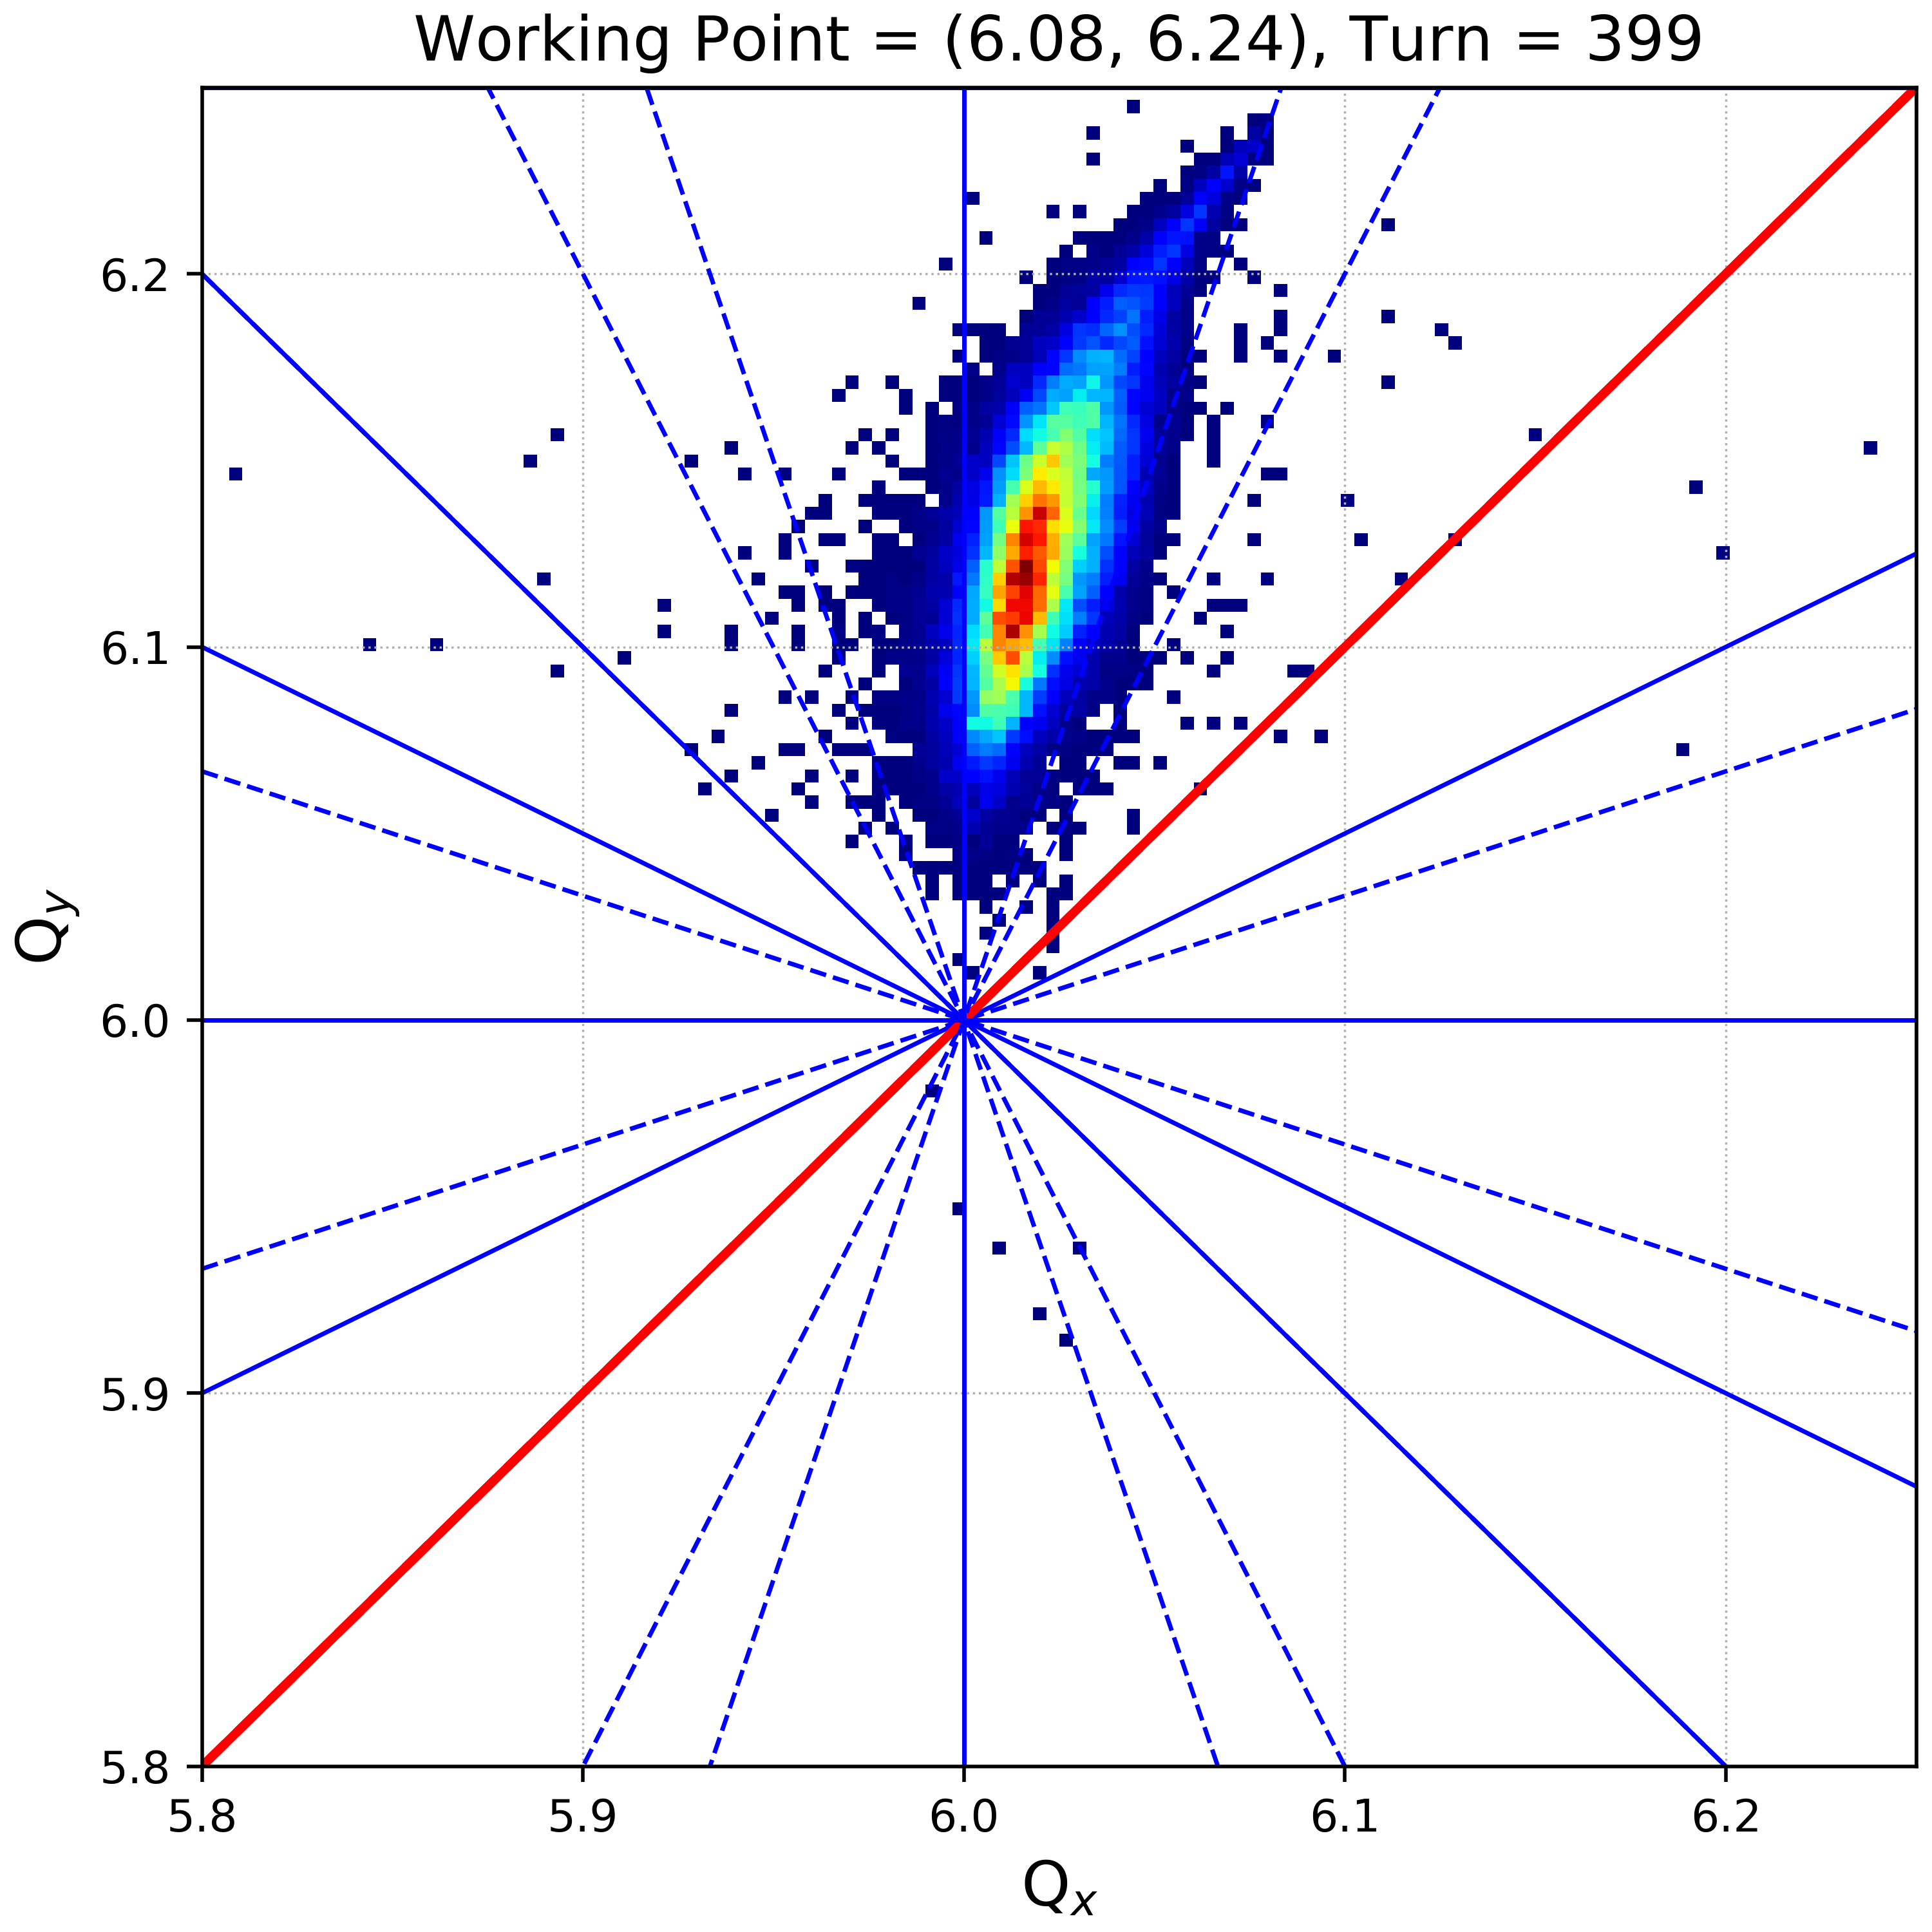 Working Point = (6.08, 6.24), Turn = 399
6.2
6.1
6.0
5.9
5.8
Qy
5.8 5.9 6.0 6.1 6.2
Qx